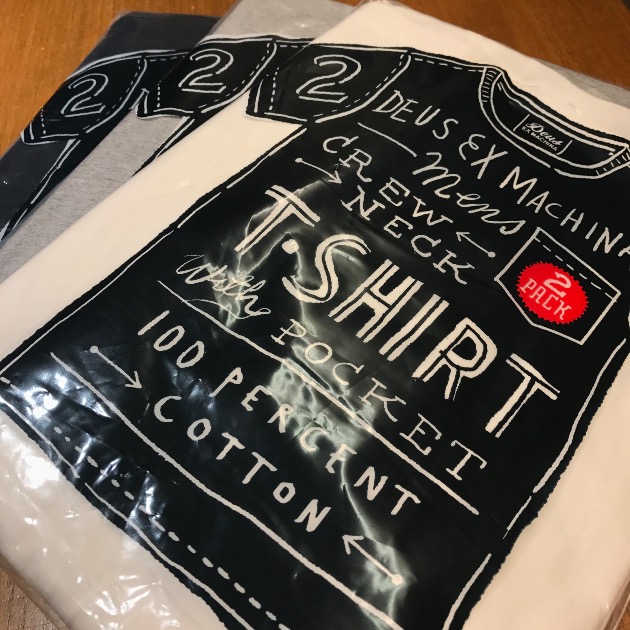 2
2
2
Deus
EX MACHINA
DEUS EX MACHINA
Mens
CREW
NECK
2
PACK
T.SHIRT
With POCKET
100 PERCENT
COTTON